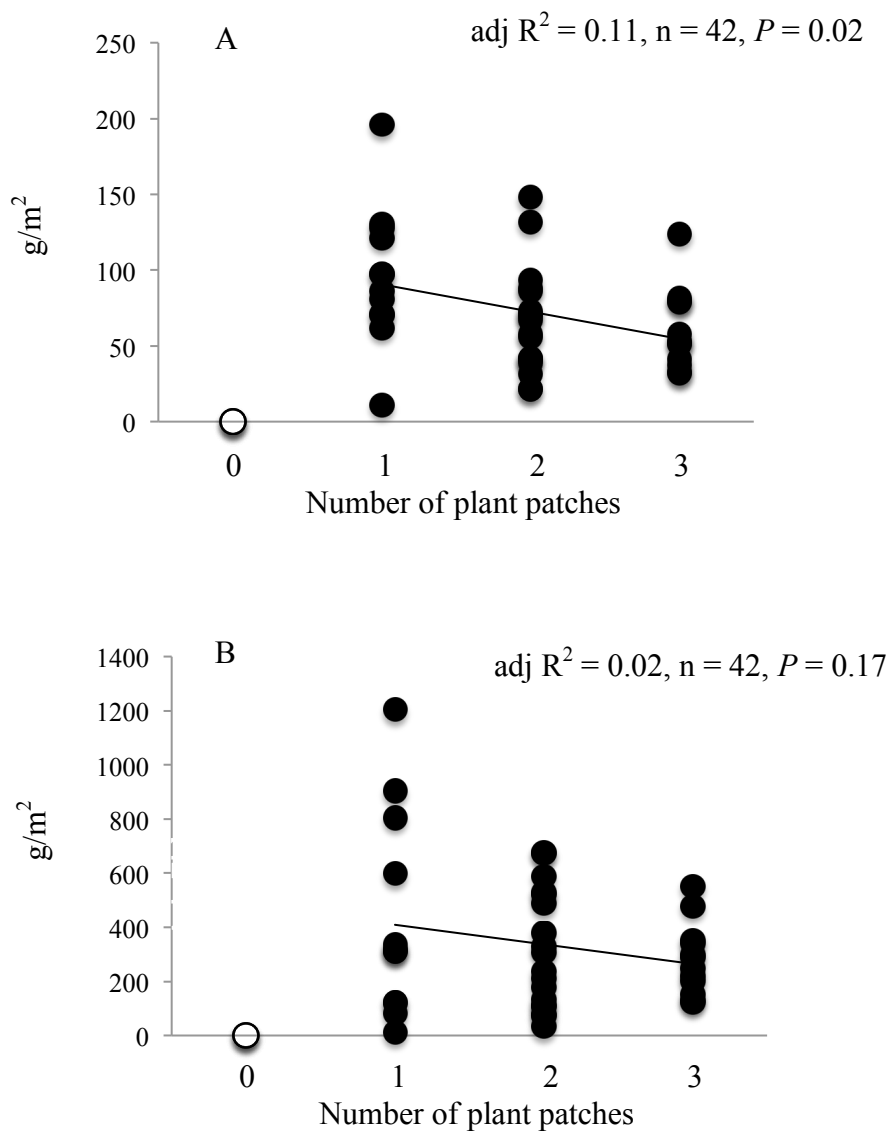 A
adj R² = 0.11, n = 42, P = 0.02
250
200
150
100
50
0
g/m²
0 1 2 3
Number of plant patches
B
adj R² = 0.02, n = 42, P = 0.17
1400
1200
1000
800
600
400
200
0
g/m²
0 1 2 3
Number of plant patches